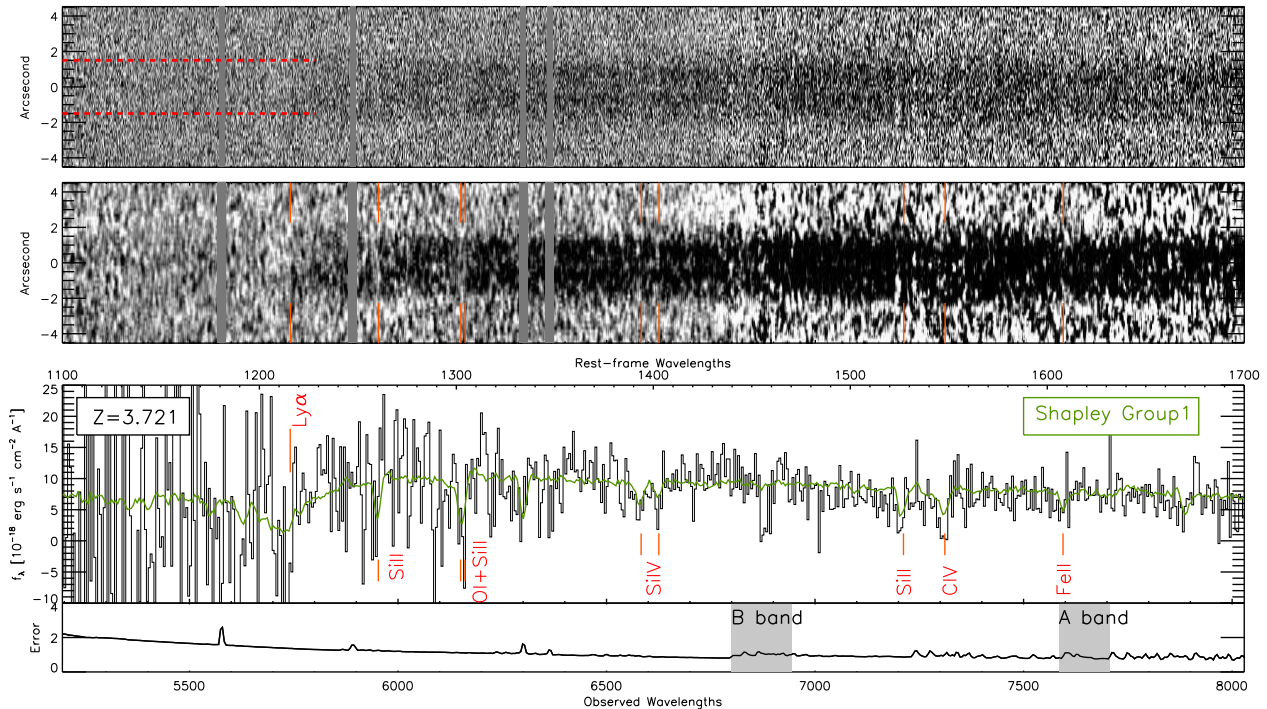 4
2
0
−2
−4
Arcsecond
4
2
0
−2
−4
Arcsecond
Rest-frame Wavelengths
1100 1200 1300 1400 1500 1600 1700
25
20
15
10
5
0
−5
−10
fλ [10⁻¹⁸ erg s⁻¹ cm⁻² A⁻¹]
Z=3.721
Lyα
Shapley Group1
SiII
OI+SiII
SiIV
SiII
CIV
FeII
4
2
0
Error
B band
A band
5500 6000 6500 7000 7500 8000
Observed Wavelengths